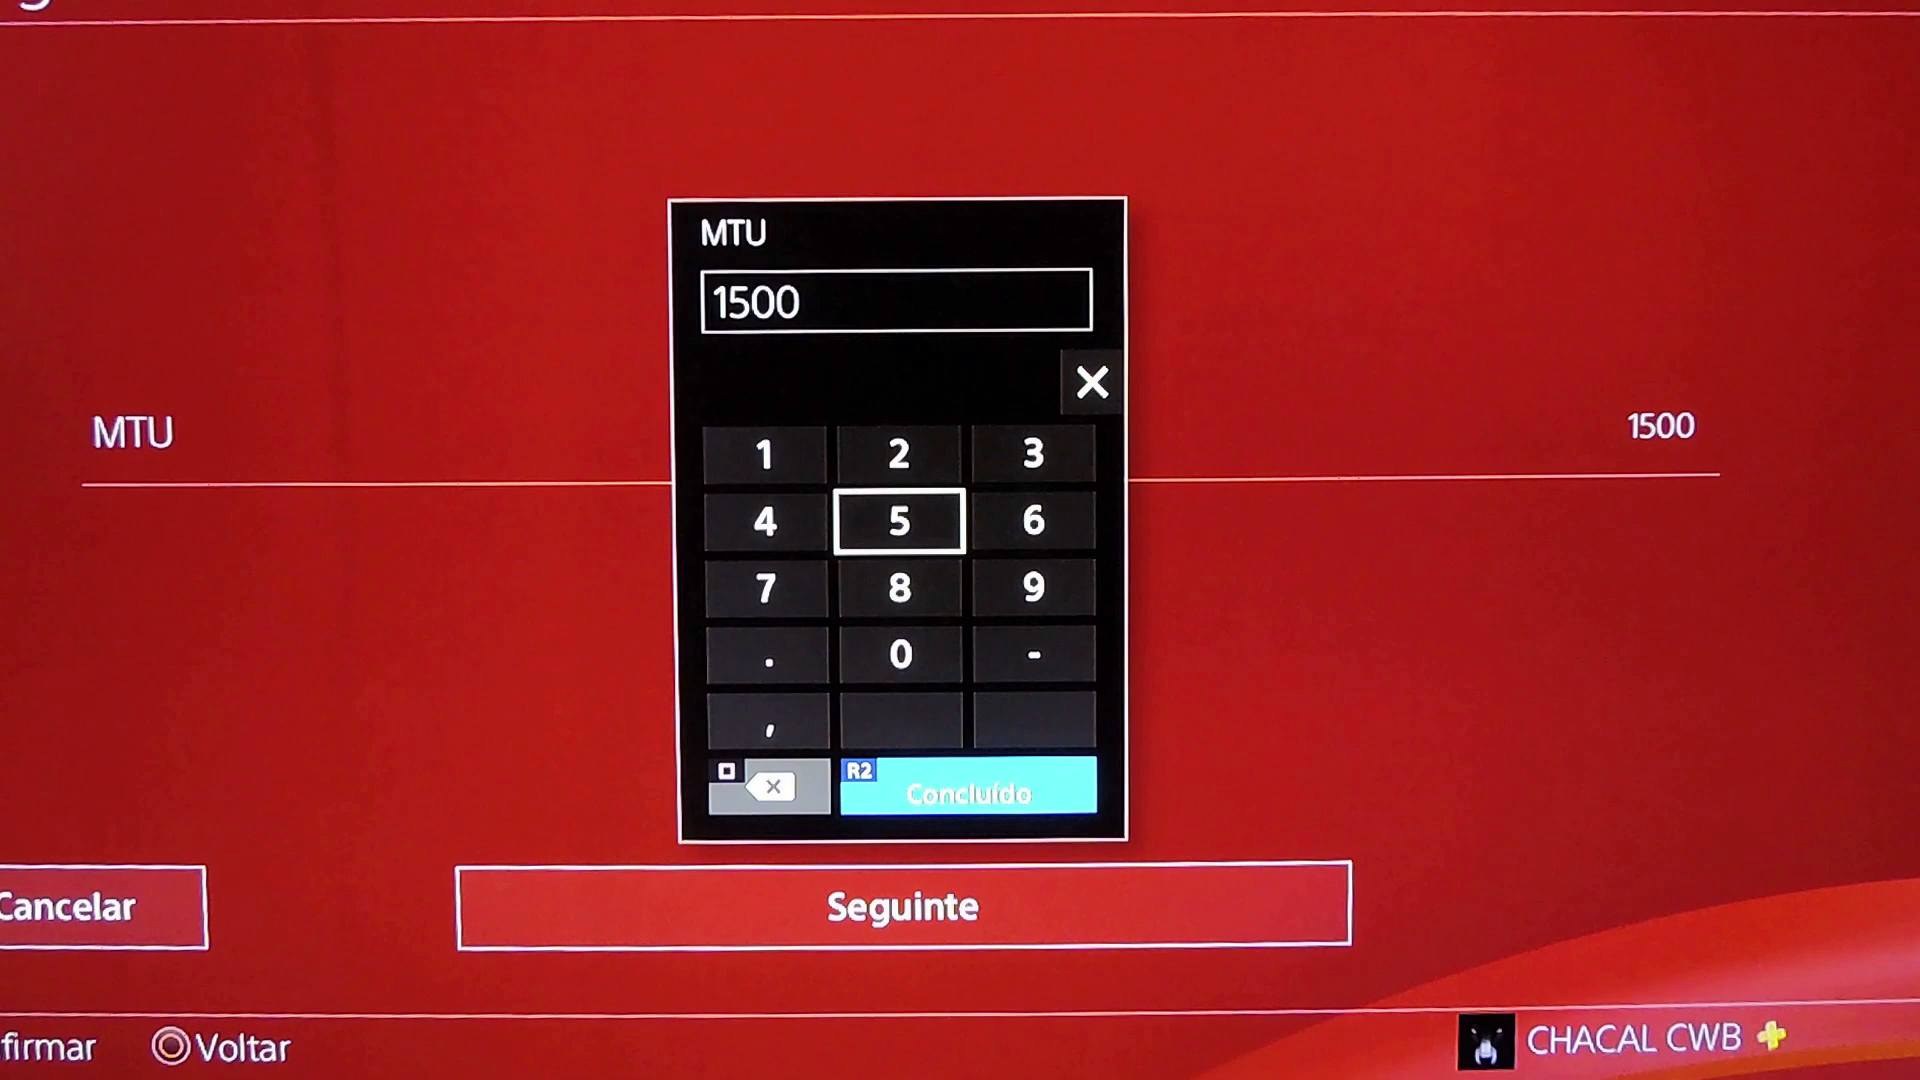 MTU
1500
MTU
1500
1 2 3
4 5 6
7 8 9
. 0 -
,
R2
Concluído
Cancelar
Seguinte
Voltar
CHACAL CWB